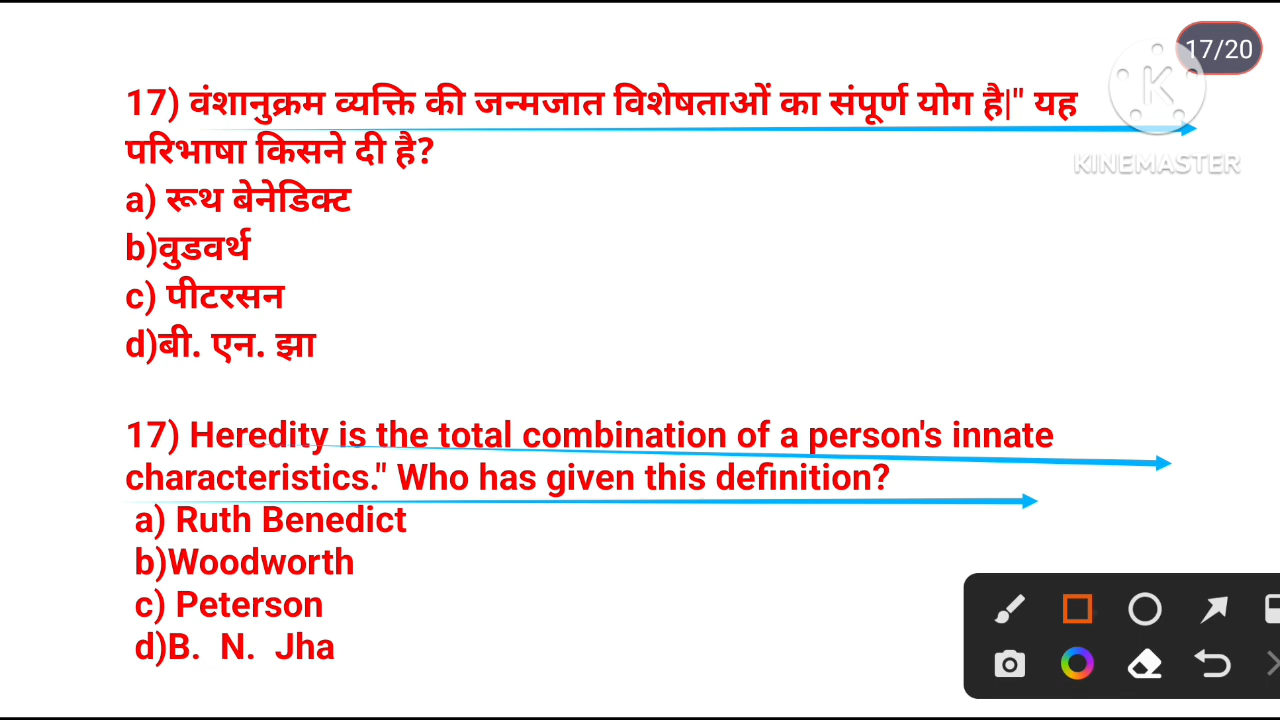 17/20
17) वंशानुक्रम व्यक्ति की जन्मजात विशेषताओं का संपूर्ण योग है|" यह
KINEMASTER
परिभाषा किसने दी है?
a) रूथ बेनेडिक्ट
b)वुडवर्थ
c) पीटरसन
d)बी. एन. झा
17) Heredity is the total combination of a person's innate
characteristics." Who has given this definition?
a) Ruth Benedict
b)Woodworth
c) Peterson
d)B. N. Jha